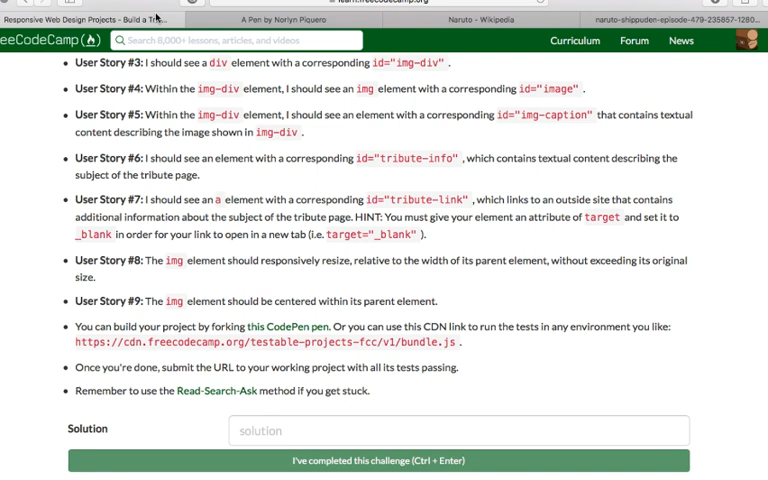 learn.freecodecamp.org
Responsive Web Design Projects - Build a Tri...
A Pen by Norlyn Piquero
Naruto - Wikipedia
naruto-shippuden-episode-479-235857-1280...
eeCodeCamp
Search 8,000+ lessons, articles, and videos
Curriculum Forum News
User Story #3: I should see a div element with a corresponding id="img-div" .
User Story #4: Within the img-div element, I should see an img element with a corresponding id="image" .
User Story #5: Within the img-div element, I should see an element with a corresponding id="img-caption" that contains textual
content describing the image shown in img-div .
User Story #6: I should see an element with a corresponding id="tribute-info" , which contains textual content describing the
subject of the tribute page.
User Story #7: I should see an a element with a corresponding id="tribute-link" , which links to an outside site that contains
additional information about the subject of the tribute page. HINT: You must give your element an attribute of target and set it to
_blank in order for your link to open in a new tab (i.e. target="_blank" ).
User Story #8: The img element should responsively resize, relative to the width of its parent element, without exceeding its original
size.
User Story #9: The img element should be centered within its parent element.
You can build your project by forking this CodePen pen. Or you can use this CDN link to run the tests in any environment you like:
https://cdn.freecodecamp.org/testable-projects-fcc/v1/bundle.js .
Once you're done, submit the URL to your working project with all its tests passing.
Remember to use the Read-Search-Ask method if you get stuck.
Solution
solution
I've completed this challenge (Ctrl + Enter)